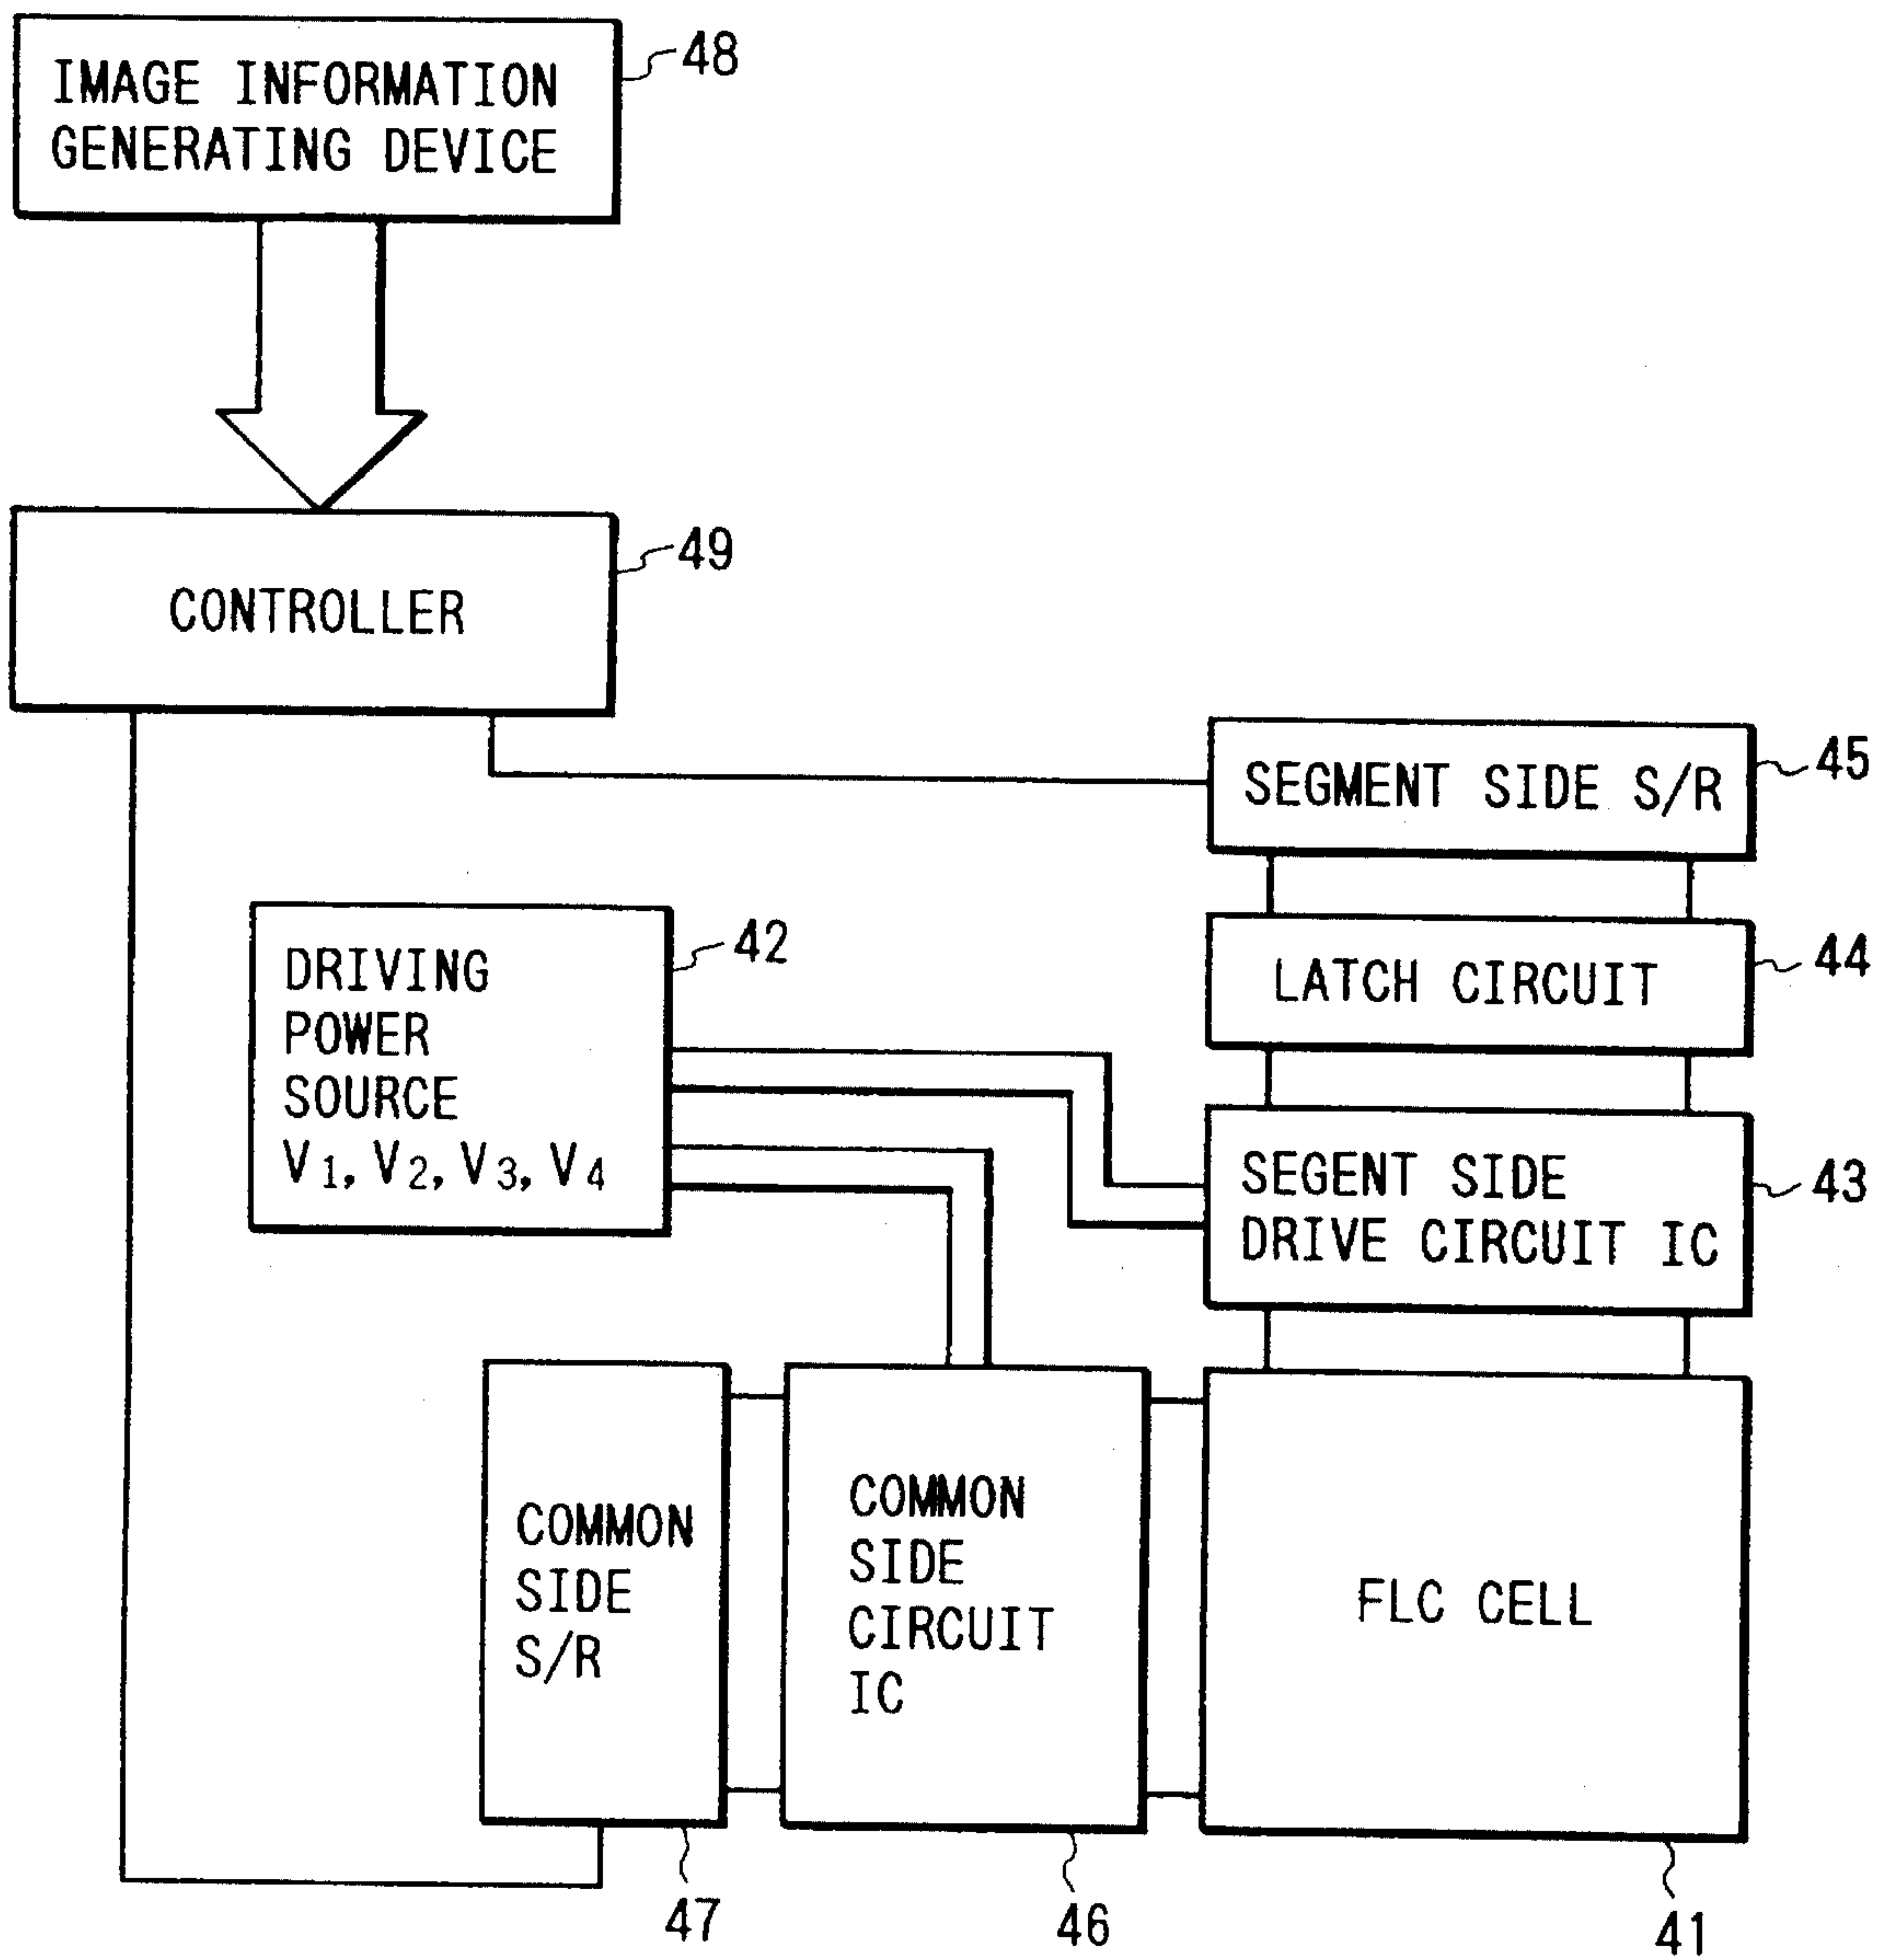 IMAGE INFORMATION
GENERATING DEVICE
48
CONTROLLER
49
SEGMENT SIDE S/R
45
LATCH CIRCUIT
44
DRIVING
POWER
SOURCE
V1, V2, V3, V4
42
SEGENT SIDE
DRIVE CIRCUIT IC
43
COMMON
SIDE
S/R
47
COMMON
SIDE
CIRCUIT
IC
46
FLC CELL
41